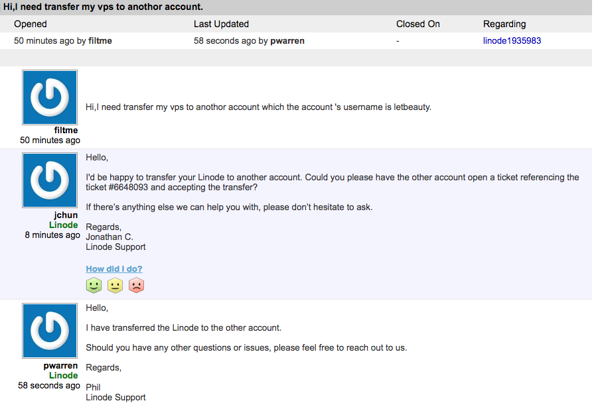 Hi,I need transfer my vps to anothor account.
Opened Last Updated Closed On Regarding
50 minutes ago by filtme 58 seconds ago by pwarren - linode1935983
Hi,I need transfer my vps to anothor account which the account 's username is letbeauty.
filtme
50 minutes ago
Hello,
I'd be happy to transfer your Linode to another account. Could you please have the other account open a ticket referencing the
ticket #6648093 and accepting the transfer?
If there's anything else we can help you with, please don't hesitate to ask.
jchun
Linode
8 minutes ago
Regards,
Jonathan C.
Linode Support
How did I do?
Hello,
I have transferred the Linode to the other account.
Should you have any other questions or issues, please feel free to reach out to us.
pwarren
Linode
58 seconds ago
Regards,
Phil
Linode Support